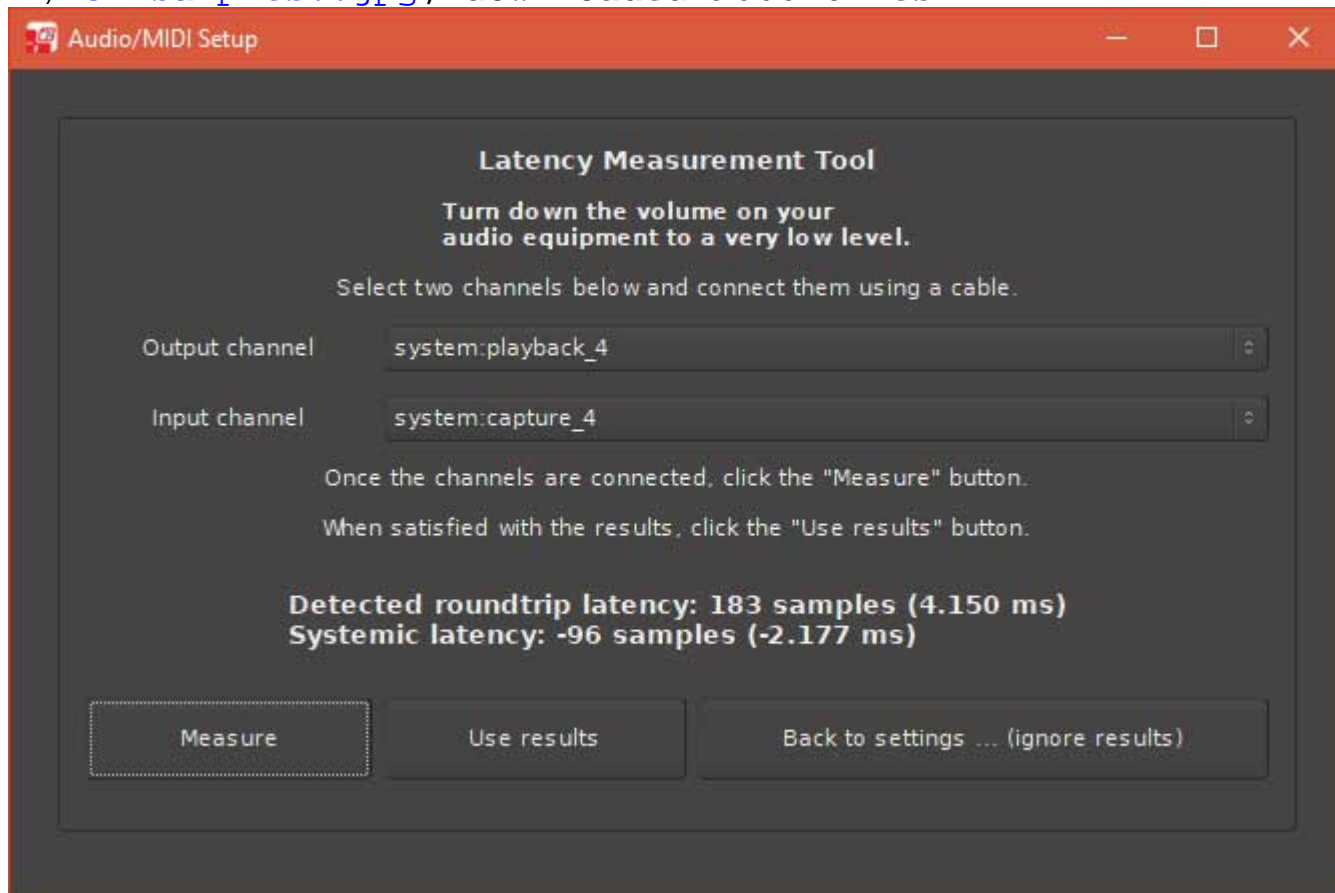 Audio/MIDI Setup
Latency Measurement Tool
Turn down the volume on your
audio equipment to a very low level.
Select two channels below and connect them using a cable.
Output channel system:playback_4
Input channel system:capture_4
Once the channels are connected, click the "Measure" button.
When satisfied with the results, click the "Use results" button.
Detected roundtrip latency: 183 samples (4.150 ms)
Systemic latency: -96 samples (-2.177 ms)
Measure Use results Back to settings ... (ignore results)